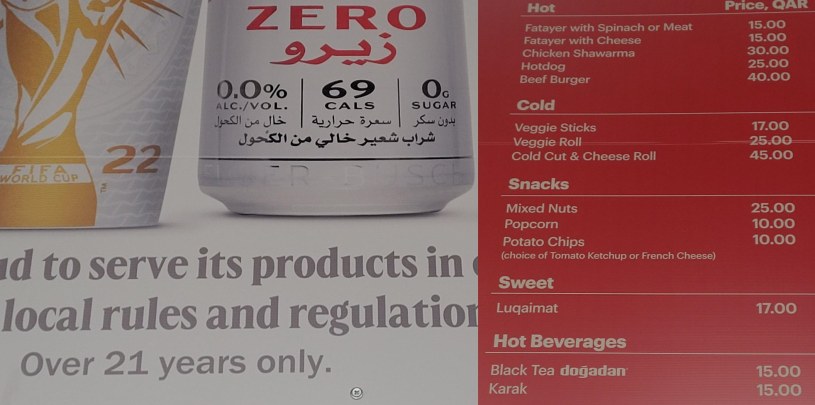 ZERO
زيرو
0.0% ALC./VOL. خالي من الكحول
69 CALS سعرة حرارية
0G SUGAR بدون سكر
شراب شعير خالي من الكحول
FIFA
WORLD CUP
22
TM
to serve its products in
local rules and
Over 21 years only.
Hot Price, QAR
Fatayer with Spinach or Meat 15.00
Fatayer with Cheese 15.00
Chicken Shawarma 30.00
Hotdog 25.00
Beef Burger 40.00
Cold
Veggie Sticks 17.00
Veggie Roll 25.00
Cold Cut & Cheese Roll 45.00
Snacks
Mixed Nuts 25.00
Popcorn 10.00
Potato Chips 10.00
(choice of Tomato Ketchup or French Cheese)
Sweet
Luqaimat 17.00
Hot Beverages
Black Tea doğadan 15.00
Karak 15.00